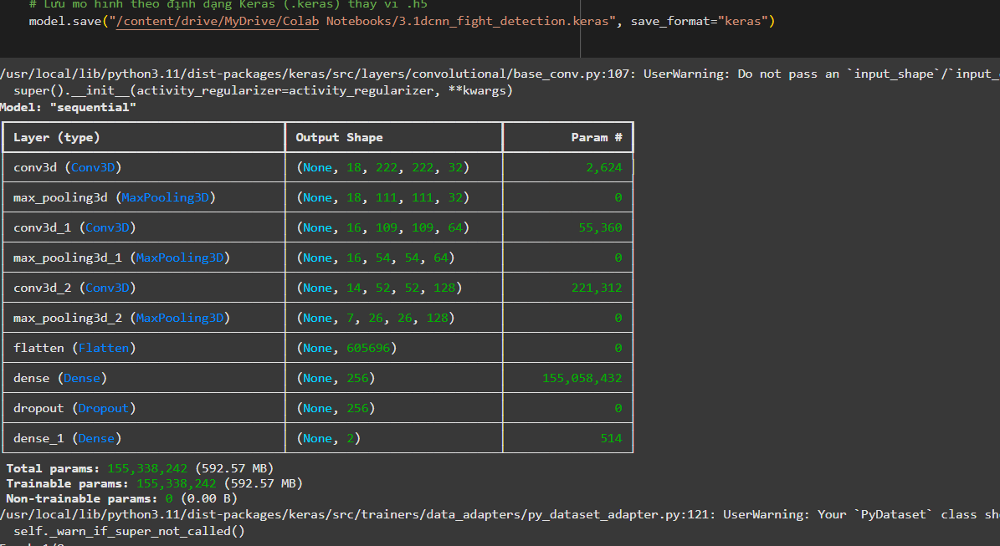 # Lưu mô hình theo định dạng Keras (.keras) thay vì .h5
model.save("/content/drive/MyDrive/Colab Notebooks/3.1dcnn_fight_detection.keras", save_format="keras")
/usr/local/lib/python3.11/dist-packages/keras/src/layers/convolutional/base_conv.py:107: UserWarning: Do not pass an `input_shape`/`input_
super().__init__(activity_regularizer=activity_regularizer, **kwargs)
Model: "sequential"
Layer (type) Output Shape Param #
conv3d (Conv3D) (None, 18, 222, 222, 32) 2,624
max_pooling3d (MaxPooling3D) (None, 18, 111, 111, 32) 0
conv3d_1 (Conv3D) (None, 16, 109, 109, 64) 55,360
max_pooling3d_1 (MaxPooling3D) (None, 16, 54, 54, 64) 0
conv3d_2 (Conv3D) (None, 14, 52, 52, 128) 221,312
max_pooling3d_2 (MaxPooling3D) (None, 7, 26, 26, 128) 0
flatten (Flatten) (None, 605696) 0
dense (Dense) (None, 256) 155,058,432
dropout (Dropout) (None, 256) 0
dense_1 (Dense) (None, 2) 514
Total params: 155,338,242 (592.57 MB)
Trainable params: 155,338,242 (592.57 MB)
Non-trainable params: 0 (0.00 B)
/usr/local/lib/python3.11/dist-packages/keras/src/trainers/data_adapters/py_dataset_adapter.py:121: UserWarning: Your `PyDataset` class sh
self._warn_if_super_not_called()